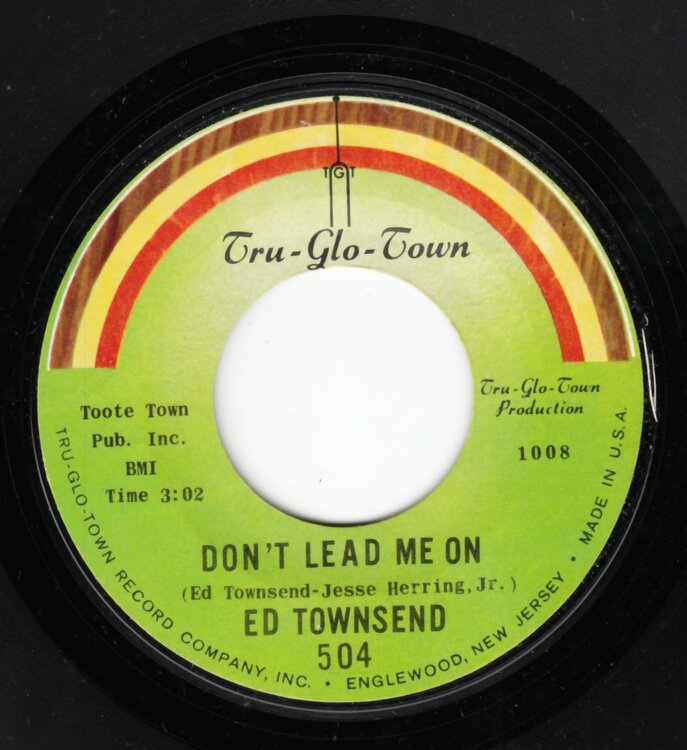 TGT
Tru-Glo-Town
Toote Town
Pub. Inc.
BMI
Time 3:02
Tru-Glo-Town
Production
1008
DON'T LEAD ME ON
(Ed Townsend-Jesse Herring,Jr.)
ED TOWNSEND
504
TRU-GLO-TOWN RECORD COMPANY, INC. • ENGLEWOOD, NEW JERSEY • MADE IN U.S.A.